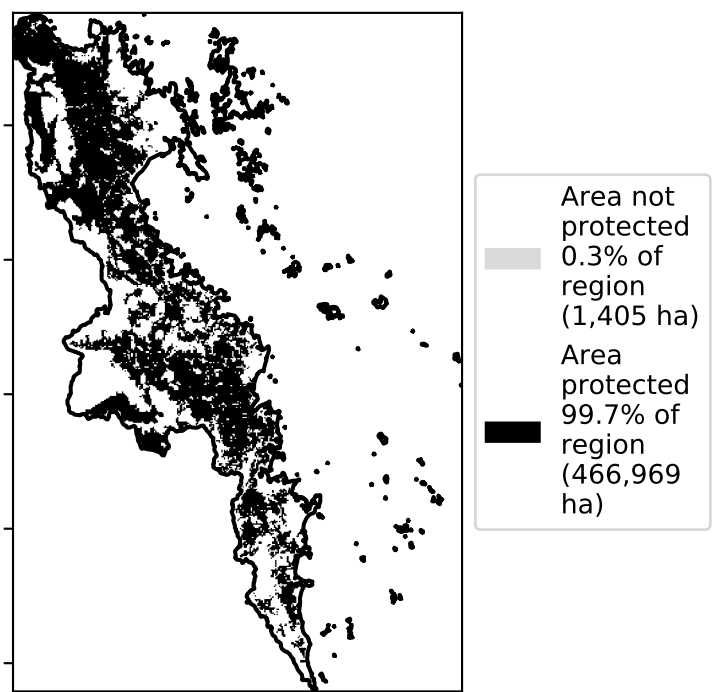 Area not
protected
0.3% of
region
(1,405 ha)
Area
protected
99.7% of
region
(466,969
ha)